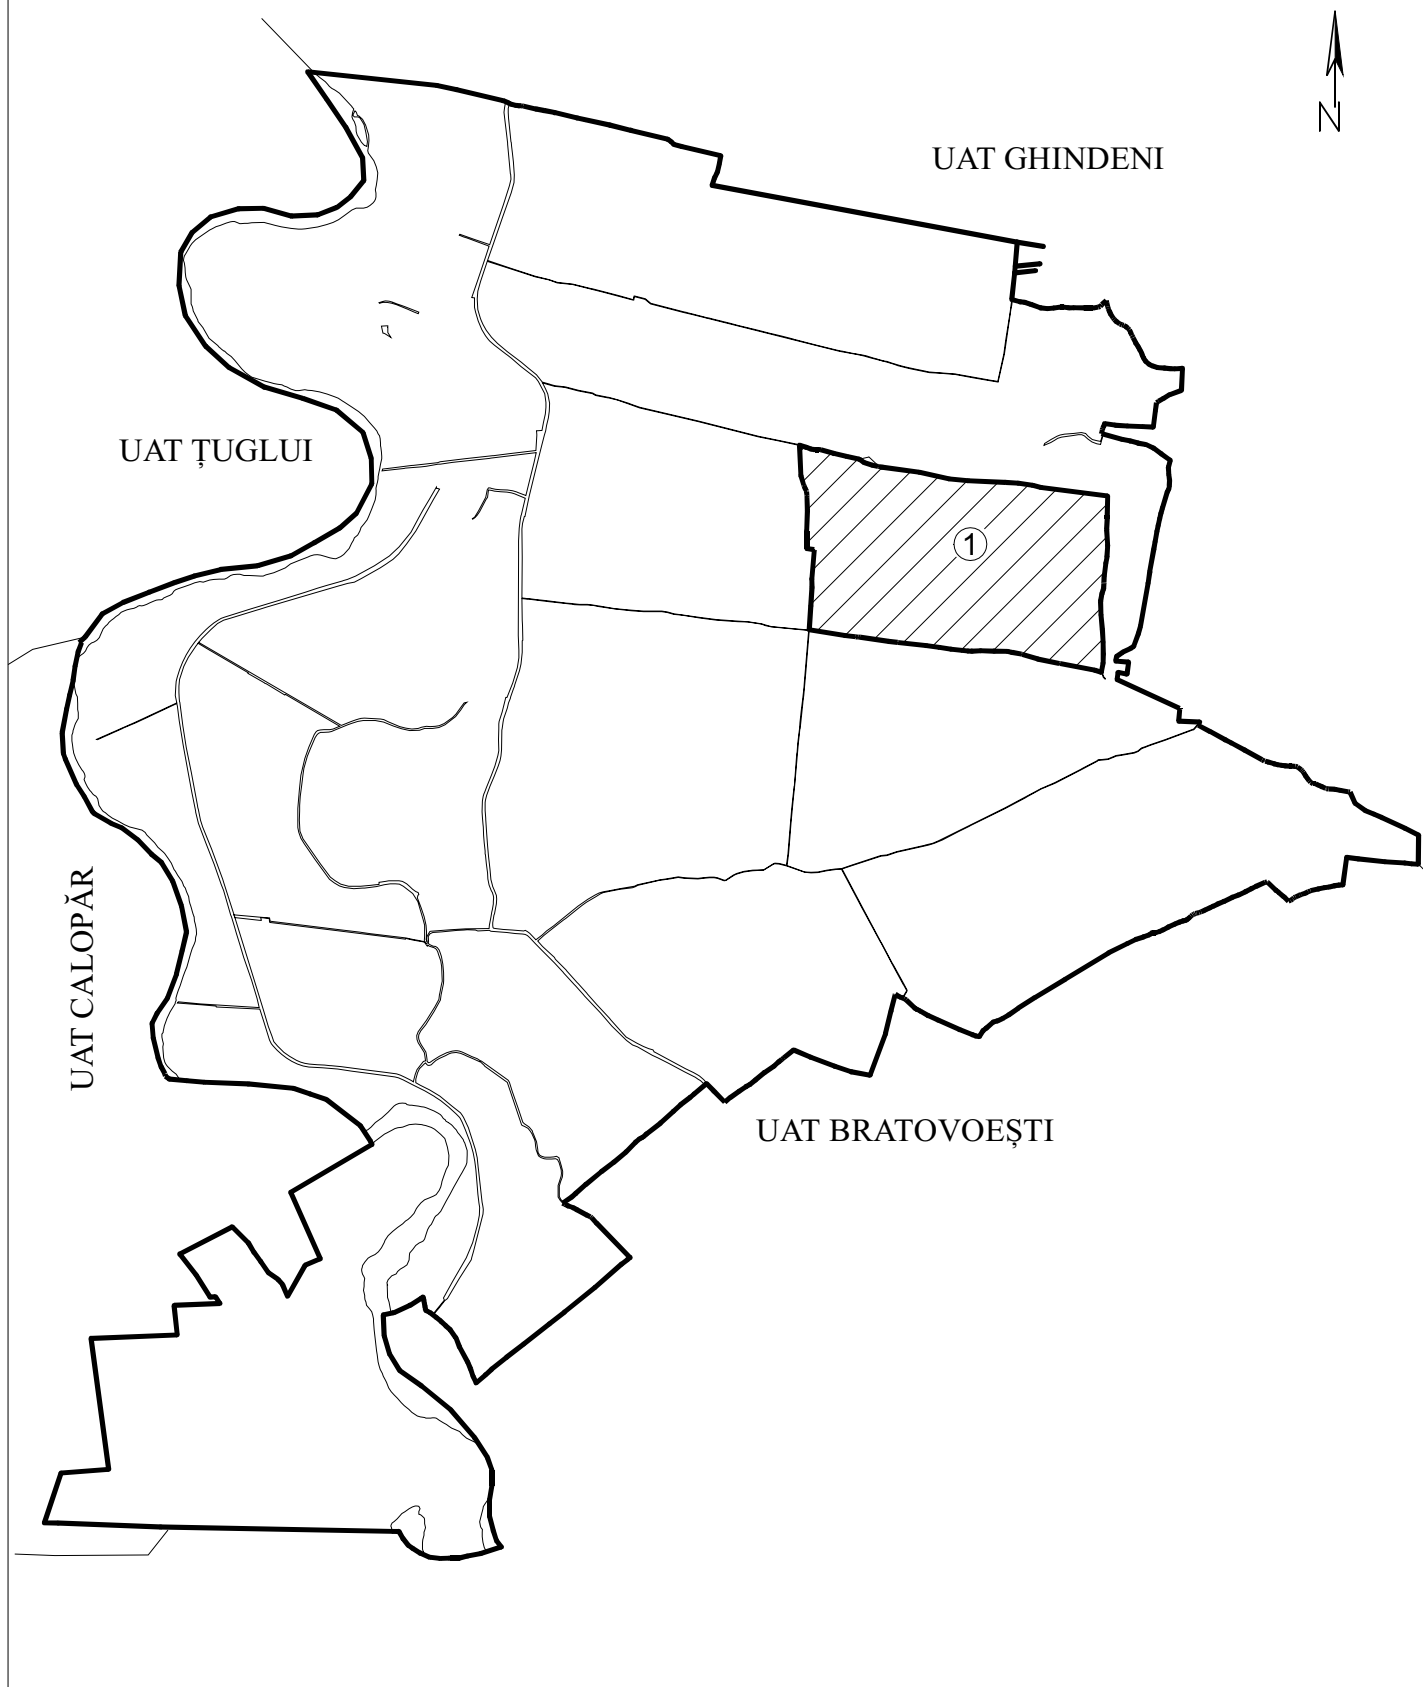 N
UAT GHINDENI
UAT ȚUGLUI
1
UAT CALOPĂR
UAT BRATOVOEȘTI